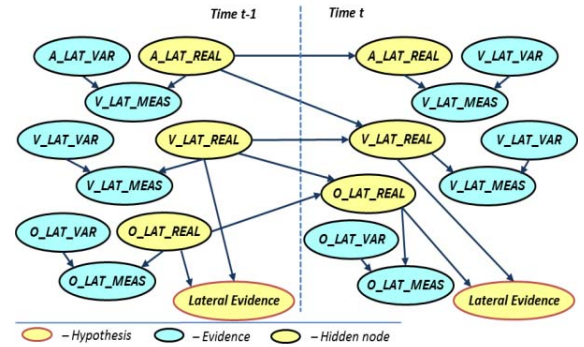 Time t-1 Time t
A_LAT_VAR A_LAT_REAL A_LAT_REAL V_LAT_VAR
V_LAT_MEAS V_LAT_MEAS
V_LAT_VAR V_LAT_REAL V_LAT_REAL V_LAT_VAR
V_LAT_MEAS V_LAT_MEAS
O_LAT_REAL
O_LAT_VAR O_LAT_REAL O_LAT_VAR
O_LAT_MEAS O_LAT_MEAS
Lateral Evidence Lateral Evidence
– Hypothesis – Evidence – Hidden node